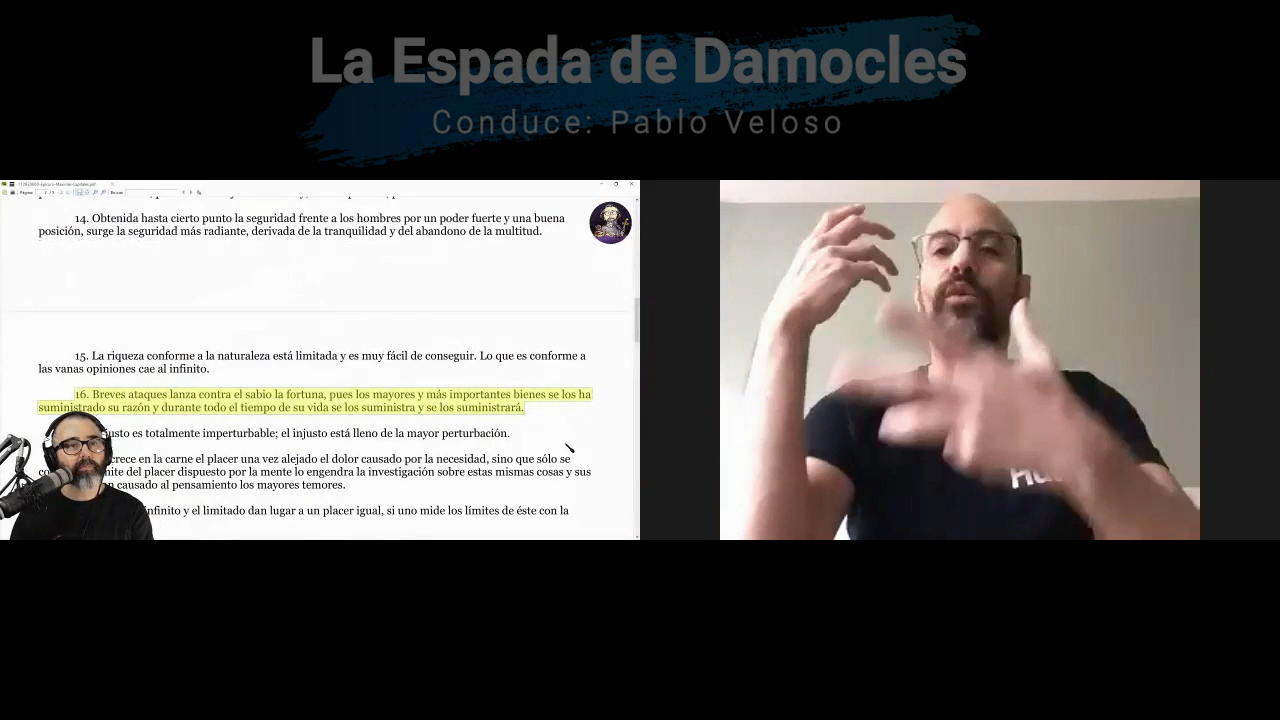 La Espada de Damocles
Conduce: Pablo Veloso
Página:
Buscar:
14. Obtenida hasta cierto punto la seguridad frente a los hombres por un poder fuerte y una buena
posición, surge la seguridad más radiante, derivada de la tranquilidad y del abandono de la multitud.
15. La riqueza conforme a la naturaleza está limitada y es muy fácil de conseguir. Lo que es conforme a
las vanas opiniones cae al infinito.
16. Breves ataques lanza contra el sabio la fortuna, pues los mayores y más importantes bienes se los ha
suministrado su razón y durante todo el tiempo de su vida se los suministra y se los suministrará.
justo es totalmente imperturbable; el injusto está lleno de la mayor perturbación.
crece en la carne el placer una vez alejado el dolor causado por la necesidad, sino que sólo se
del placer dispuesto por la mente lo engendra la investigación sobre estas mismas cosas y sus
causado al pensamiento los mayores temores.
infinito y el limitado dan lugar a un placer igual, si uno mide los límites de éste con la